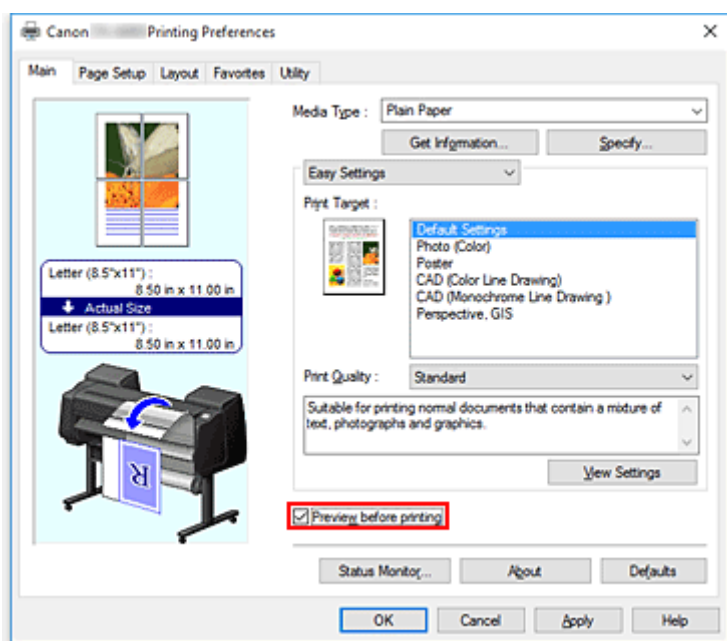 Canon Printing Preferences
Main Page Setup Layout Favorites Utility
Media Type : Plain Paper
Get Information... Specify...
Easy Settings
Print Target :
Default Settings
Photo (Color)
Poster
CAD (Color Line Drawing)
CAD (Monochrome Line Drawing )
Perspective, GIS
Letter (8.5"x11") :
8.50 in x 11.00 in
Actual Size
Letter (8.5"x11") :
8.50 in x 11.00 in
Print Quality : Standard
Suitable for printing normal documents that contain a mixture of
text, photographs and graphics.
R
View Settings
Preview before printing
Status Monitor... About Defaults
OK Cancel Apply Help